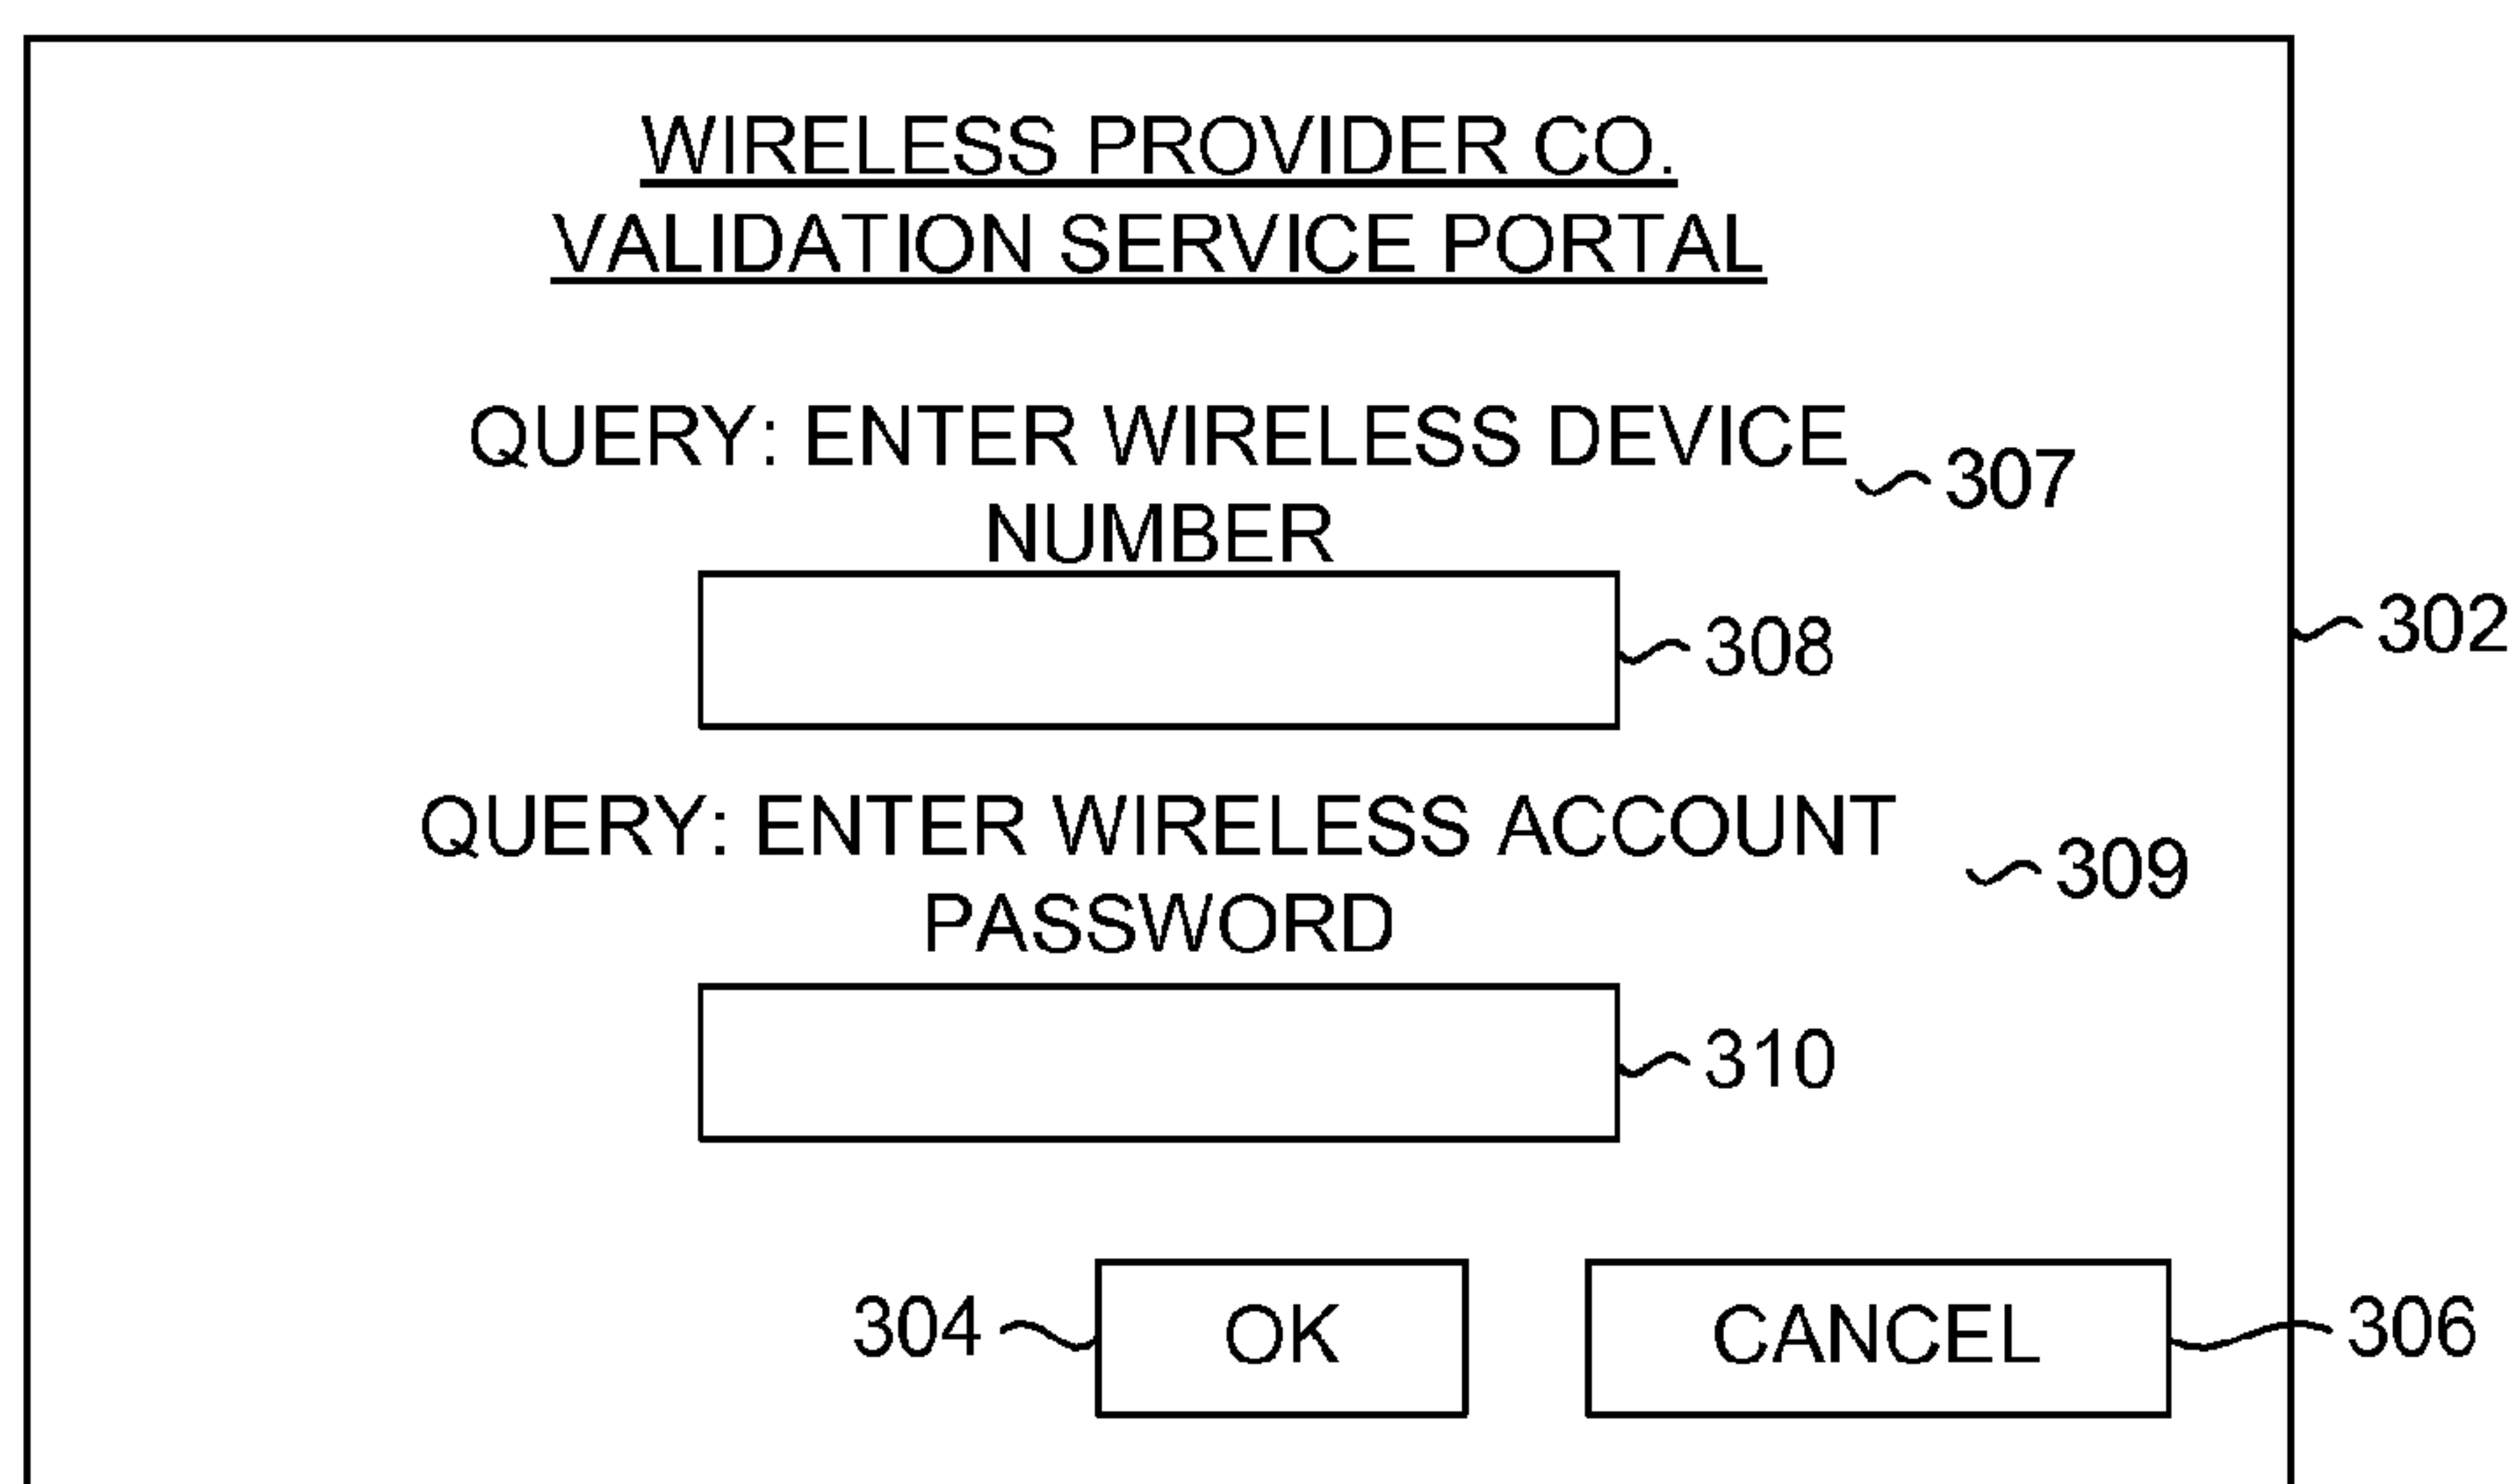 WIRELESS PROVIDER CO.
VALIDATION SERVICE PORTAL
QUERY: ENTER WIRELESS DEVICE
307
NUMBER
308
302
QUERY: ENTER WIRELESS ACCOUNT
309
PASSWORD
310
304
OK
CANCEL
306